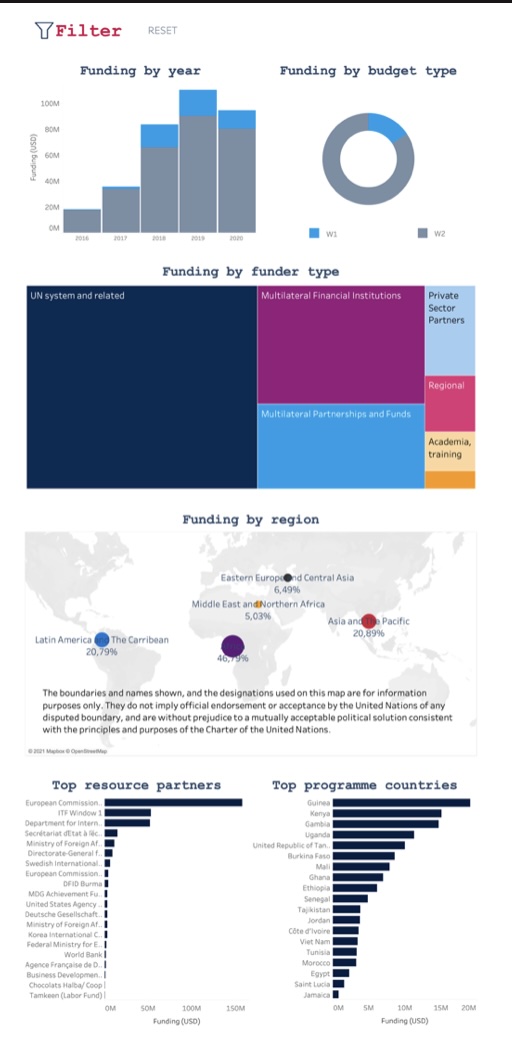 Filter
RESET
Funding by year
Funding by budget type
100M
80M
60M
40M
20M
0M
Funding (USD)
2016 2017 2018 2019 2020
W1 W2
Funding by funder type
UN system and related
Multilateral Financial Institutions
Private
Sector
Partners
Regional
Multilateral Partnerships and Funds
Academia,
training
Funding by region
Eastern Europe and Central Asia
6,49%
Middle East and Northern Africa
5,03%
Asia and The Pacific
20,89%
Latin America and The Carribean
20,79%
46,79%
The boundaries and names shown, and the designations used on this map are for information
purposes only. They do not imply official endorsement or acceptance by the United Nations of any
disputed boundary, and are without prejudice to a mutually acceptable political solution consistent
with the principles and purposes of the Charter of the United Nations.
© 2021 Mapbox © OpenStreetMap
Top resource partners
European Commission..
ITF Window 1
Department for Intern..
Secrétariat d'Etat à l'éc..
Ministry of Foreign Af..
Directorate-General f..
Swedish International..
European Commission..
DFID Burma
MDG Achievement Fu..
United States Agency ..
Deutsche Gesellschaft..
Ministry of Foreign Af..
Korea International C..
Federal Ministry for E..
World Bank
Agence Française de D..
Business Developmen..
Chocolats Halba/ Coop
Tamkeen (Labor Fund)
0M 50M 100M 150M
Funding (USD)
Top programme countries
Guinea
Kenya
Gambia
Uganda
United Republic of Tan..
Burkina Faso
Mali
Ghana
Ethiopia
Senegal
Tajikistan
Jordan
Côte d'Ivoire
Viet Nam
Tunisia
Morocco
Egypt
Saint Lucia
Jamaica
0M 5M 10M 15M 20M
Funding (USD)